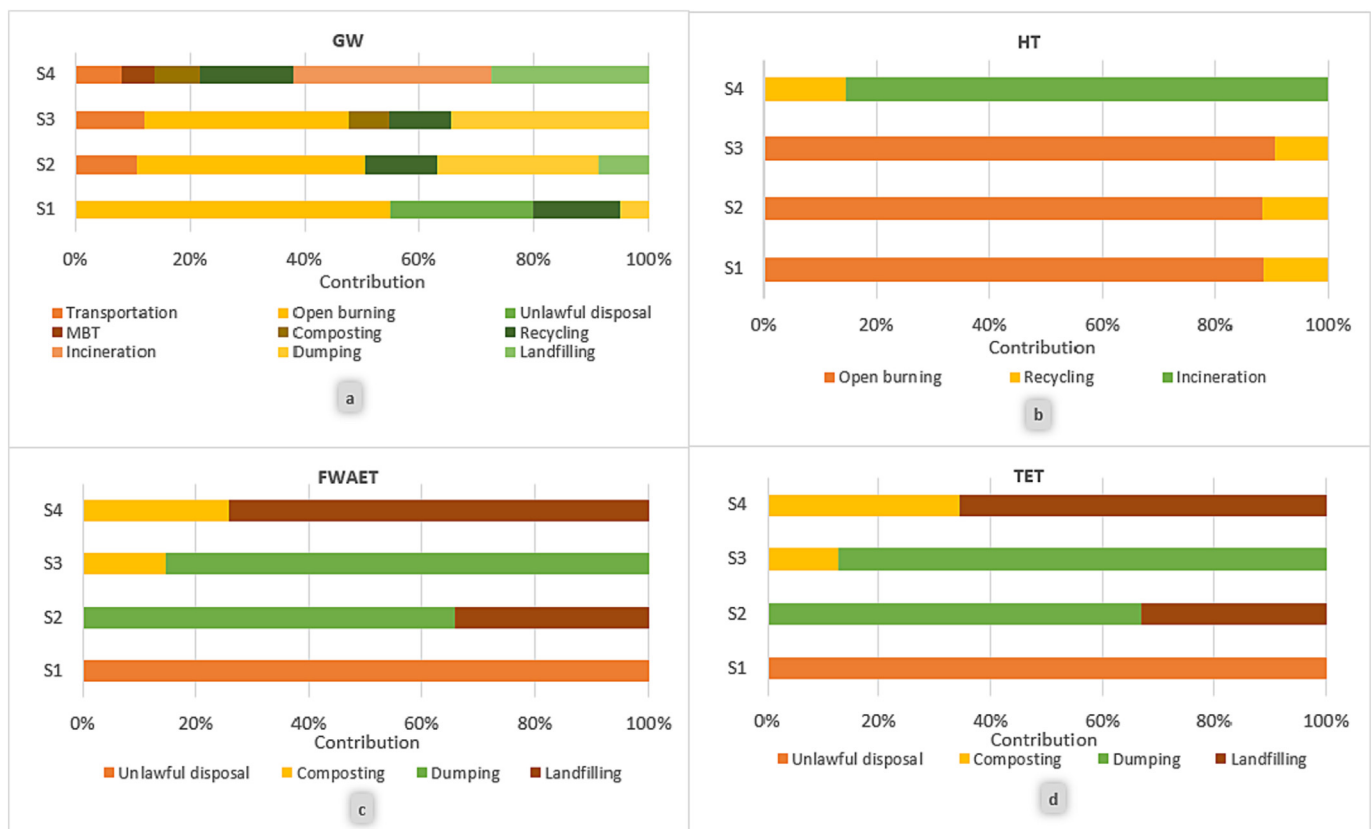 GW
S4
S3
S2
S1
0% 20% 40% 60% 80% 100%
Contribution
Transportation Open burning Unlawful disposal
MBT Composting Recycling
Incineration Dumping Landfilling
a
HT
S4
S3
S2
S1
0% 20% 40% 60% 80% 100%
Contribution
Open burning Recycling Incineration
b
FWAET
S4
S3
S2
S1
0% 20% 40% 60% 80% 100%
Contribution
Unlawful disposal Composting Dumping Landfilling
c
TET
S4
S3
S2
S1
0% 20% 40% 60% 80% 100%
Contribution
Unlawful disposal Composting Dumping Landfilling
d